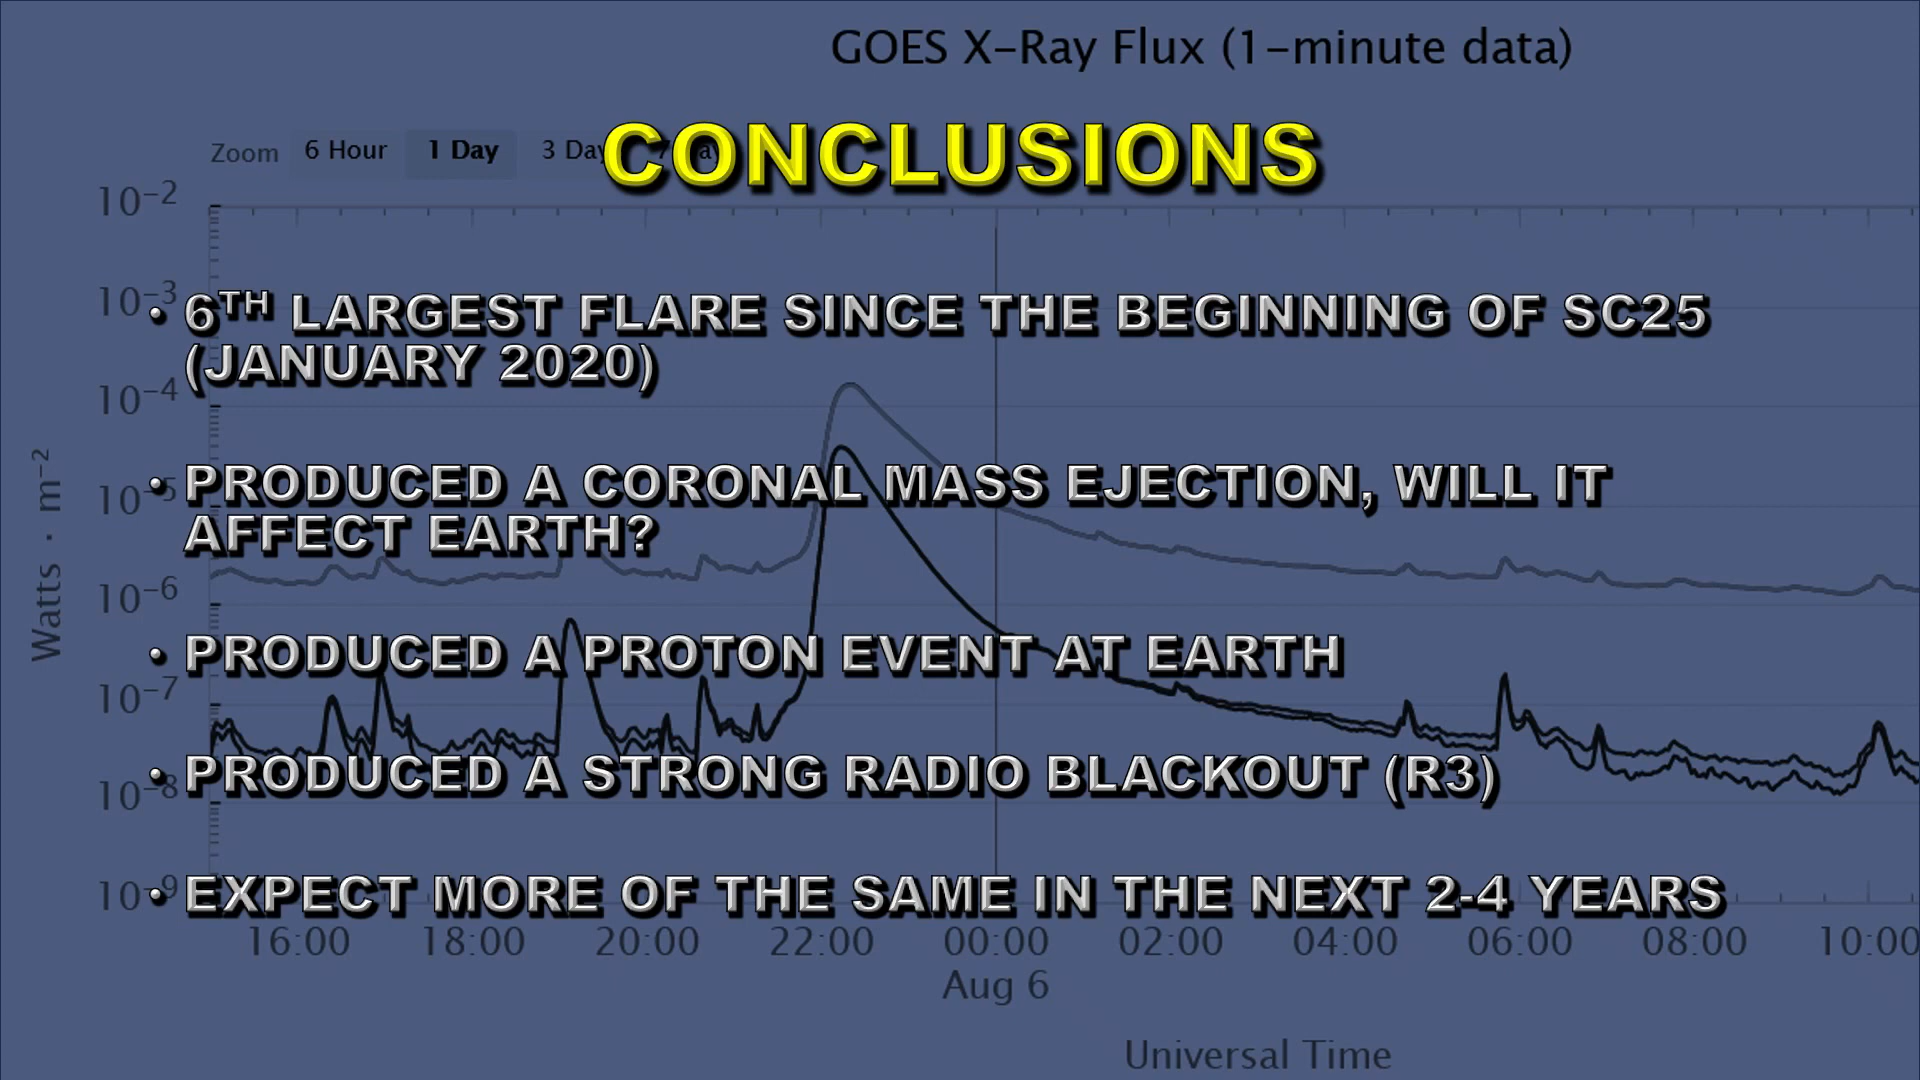 GOES X-Ray Flux (1-minute data)
CONCLUSIONS
Zoom 6 Hour 1 Day 3 Day
10⁻²
10⁻³
10⁻⁴
10⁻⁵
10⁻⁶
10⁻⁷
10⁻⁸
10⁻⁹
Watts · m⁻²
• 6TH LARGEST FLARE SINCE THE BEGINNING OF SC25
(JANUARY 2020)
• PRODUCED A CORONAL MASS EJECTION, WILL IT
AFFECT EARTH?
• PRODUCED A PROTON EVENT AT EARTH
• PRODUCED A STRONG RADIO BLACKOUT (R3)
• EXPECT MORE OF THE SAME IN THE NEXT 2-4 YEARS
16:00 18:00 20:00 22:00 00:00 02:00 04:00 06:00 08:00 10:00
Aug 6
Universal Time